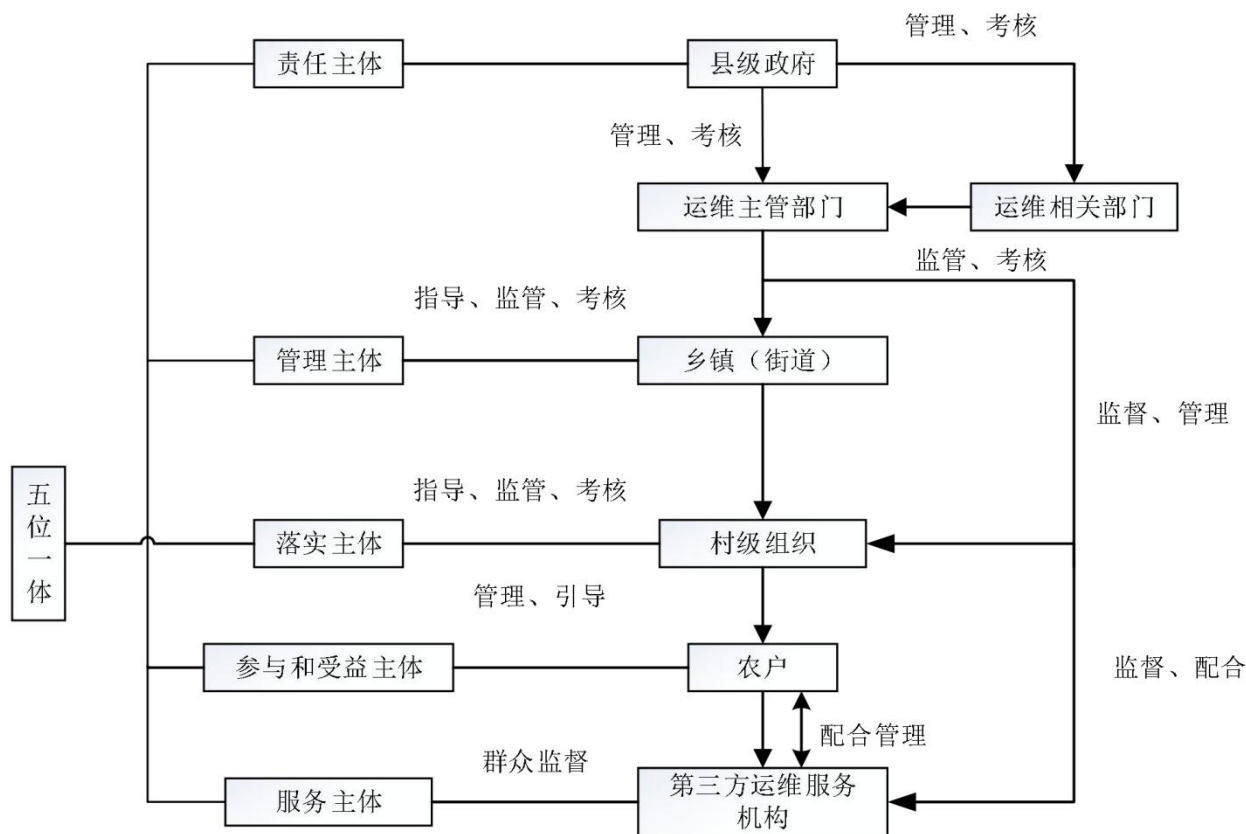 管理、考核
责任主体
县级政府
管理、考核
运维主管部门
运维相关部门
监管、考核
指导、监管、考核
管理主体
乡镇（街道）
监督、管理
五位一体
指导、监管、考核
落实主体
村级组织
管理、引导
参与和受益主体
农户
监督、配合
配合管理
群众监督
服务主体
第三方运维服务
机构